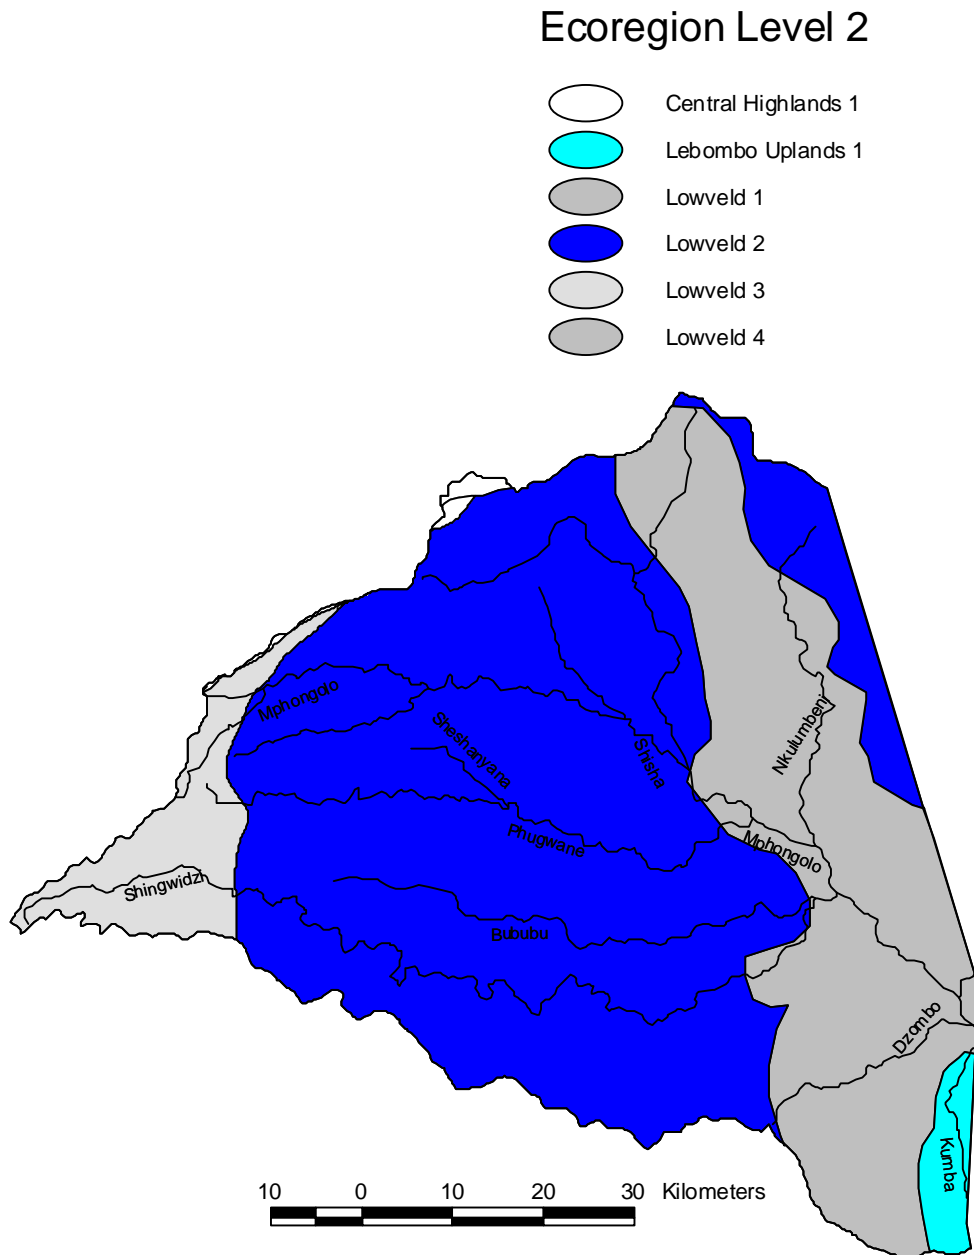 Ecoregion Level 2
Central Highlands 1
Lebombo Uplands 1
Lowveld 1
Lowveld 2
Lowveld 3
Lowveld 4
Mphongolo
Sheshanyana
Shisha
Nkulumbeni
Phugwane
Mphongolo
Shingwidzh
Bububu
Dzombo
Kumba
10 0 10 20 30 Kilometers